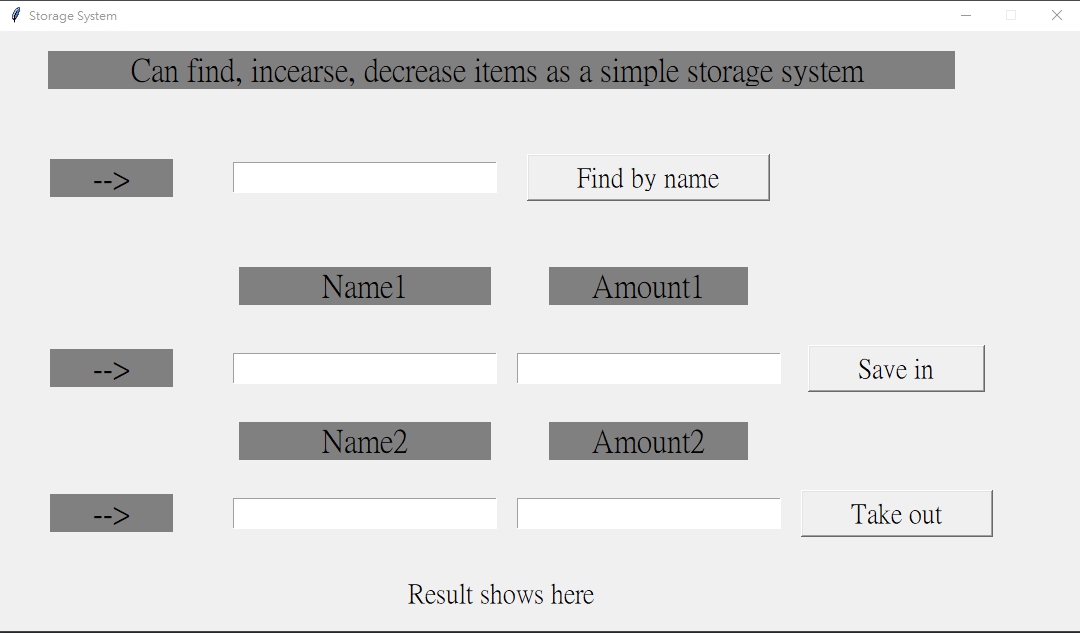 Storage System
Can find, incearse, decrease items as a simple storage system
--> Find by name
Name1 Amount1
--> Save in
Name2 Amount2
--> Take out
Result shows here